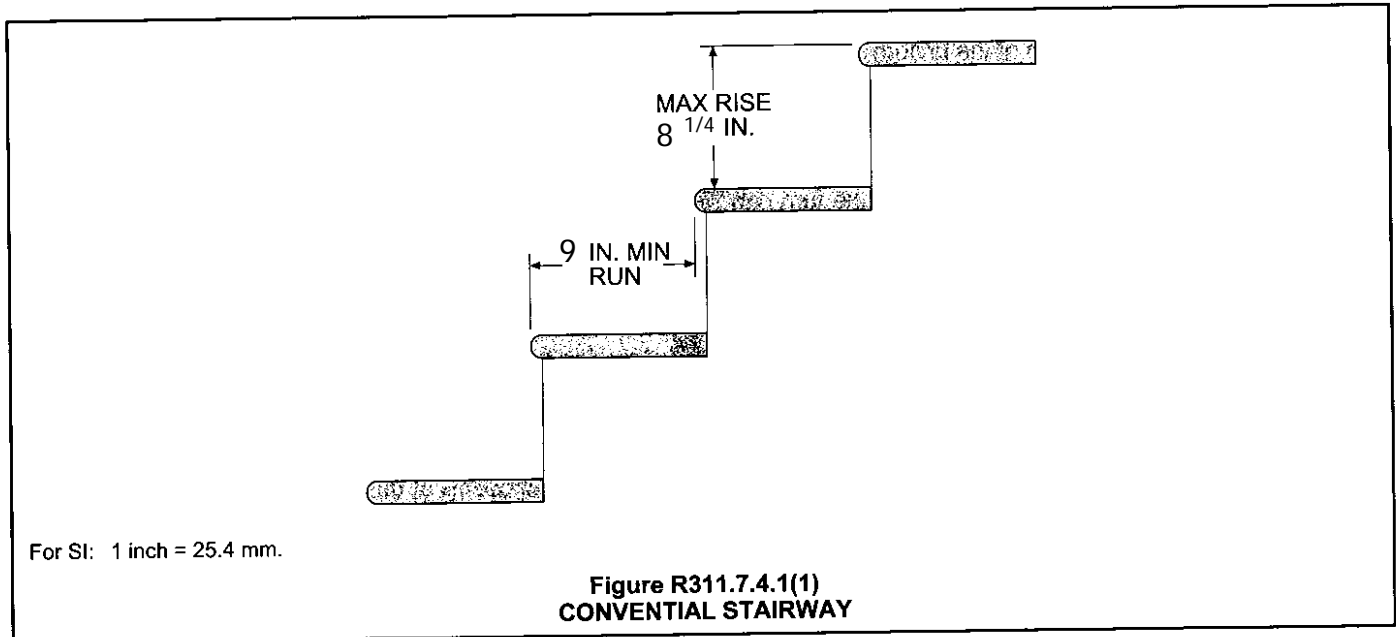 MAX RISE
8 1/4 IN.
9 IN. MIN
RUN
For SI: 1 inch = 25.4 mm.
Figure R311.7.4.1(1)
CONVENTIAL STAIRWAY